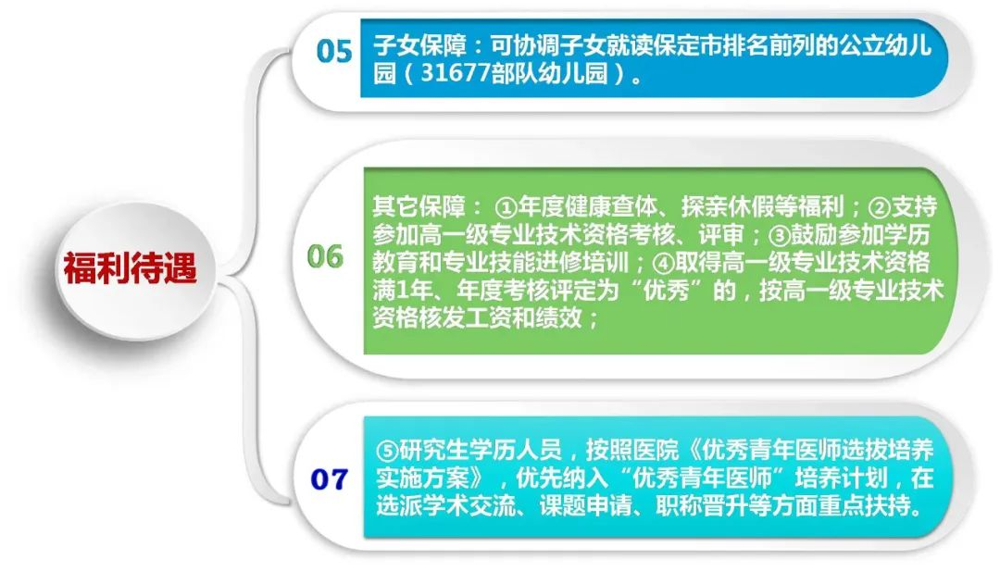 05
子女保障：可协调子女就读保定市排名前列的公立幼儿
园（31677部队幼儿园）。
福利待遇
06
其它保障： ①年度健康查体、探亲休假等福利；②支持
参加高一级专业技术资格考核、评审；③鼓励参加学历
教育和专业技能进修培训；④取得高一级专业技术资格
满1年、年度考核评定为“优秀”的，按高一级专业技术
资格核发工资和绩效；
07
⑤研究生学历人员，按照医院《优秀青年医师选拔培养
实施方案》，优先纳入“优秀青年医师”培养计划，在
选派学术交流、课题申请、职称晋升等方面重点扶持。